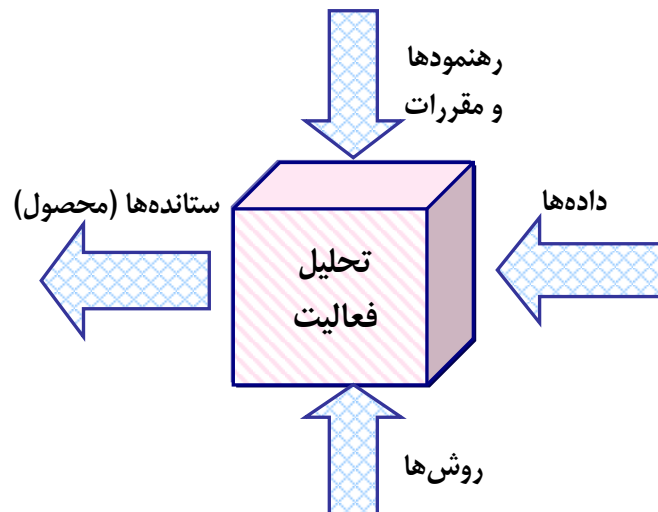 رهنمودها
و مقررات
داده‌ها
ستانده‌ها (محصول)
تحلیل
فعالیت
روش‌ها